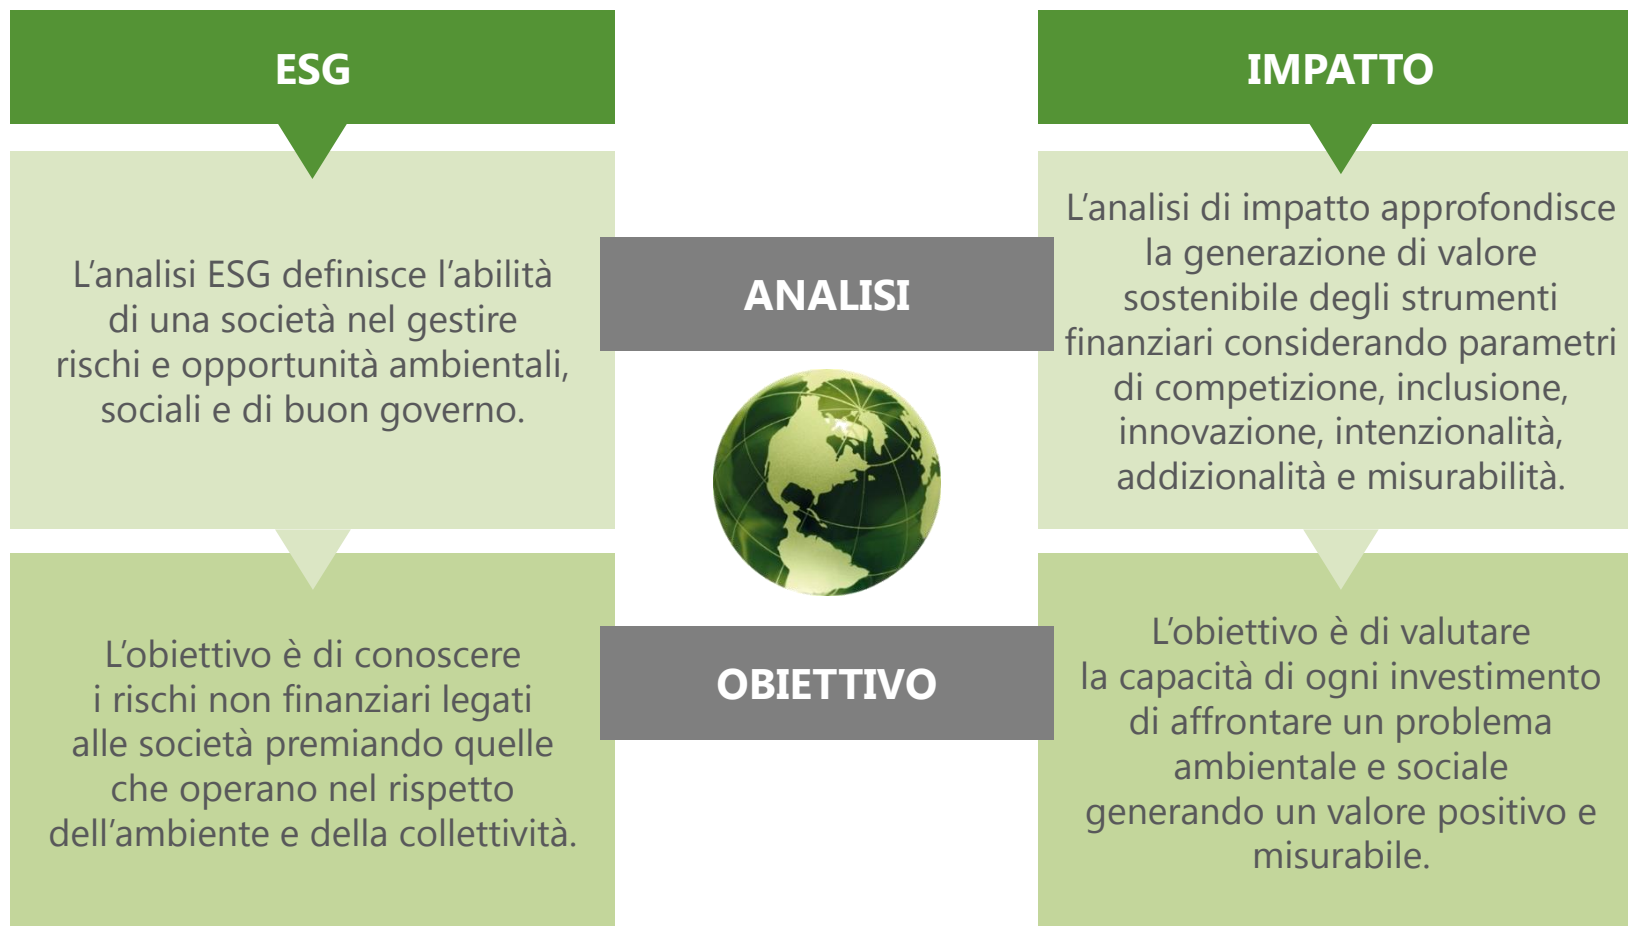 ESG
IMPATTO
ANALISI
L’analisi ESG definisce l’abilità
di una società nel gestire
rischi e opportunità ambientali,
sociali e di buon governo.
L’analisi di impatto approfondisce
la generazione di valore
sostenibile degli strumenti
finanziari considerando parametri
di competizione, inclusione,
innovazione, intenzionalità,
addizionalità e misurabilità.
OBIETTIVO
L’obiettivo è di conoscere
i rischi non finanziari legati
alle società premiando quelle
che operano nel rispetto
dell’ambiente e della collettività.
L’obiettivo è di valutare
la capacità di ogni investimento
di affrontare un problema
ambientale e sociale
generando un valore positivo e
misurabile.